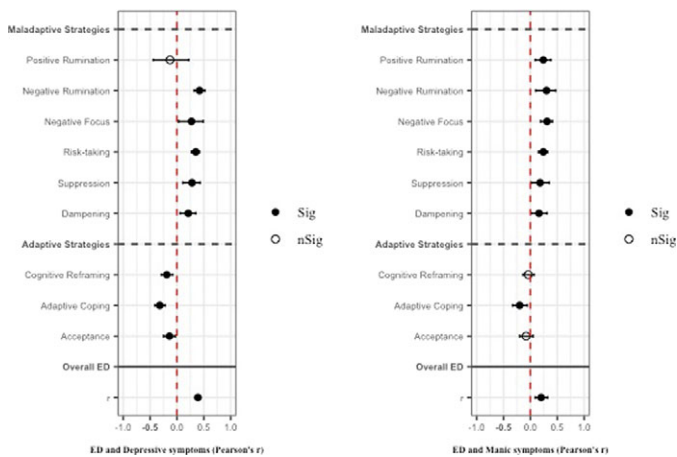 Maladaptive Strategies
Positive Rumination
Negative Rumination
Negative Focus
Risk-taking
Suppression
Dampening
Adaptive Strategies
Cognitive Reframing
Adaptive Coping
Acceptance
Overall ED
r
-1.0 -0.5 0.0 0.5 1.0
ED and Depressive symptoms (Pearson's r)
Sig
nSig
Maladaptive Strategies
Positive Rumination
Negative Rumination
Negative Focus
Risk-taking
Suppression
Dampening
Adaptive Strategies
Cognitive Reframing
Adaptive Coping
Acceptance
Overall ED
r
-1.0 -0.5 0.0 0.5 1.0
ED and Manic symptoms (Pearson's r)
Sig
nSig